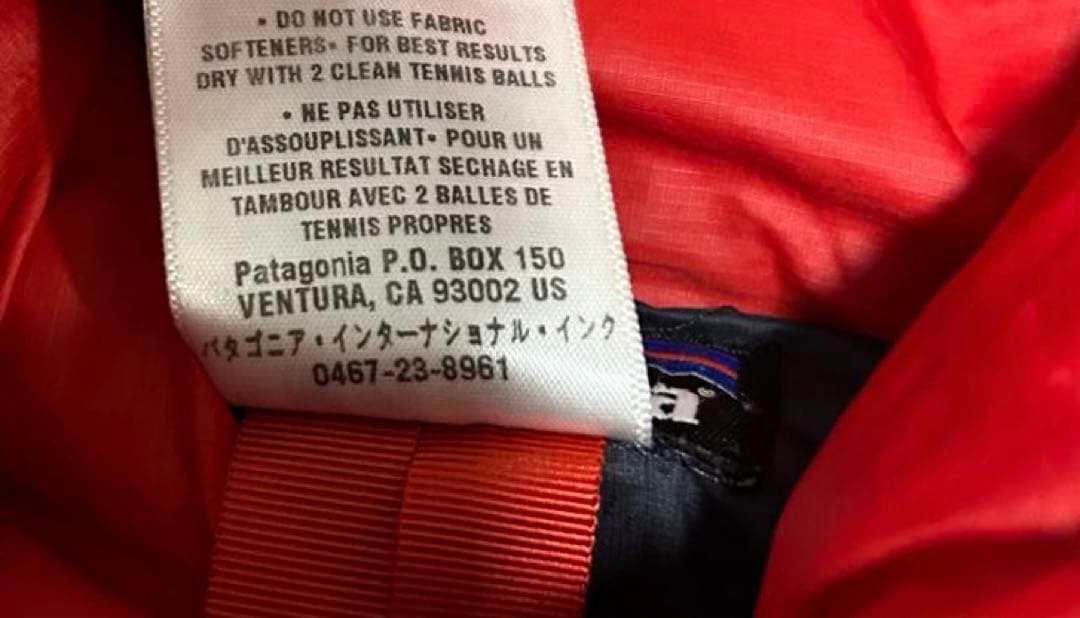 • DO NOT USE FABRIC
SOFTENERS• FOR BEST RESULTS
DRY WITH 2 CLEAN TENNIS BALLS
• NE PAS UTILISER
D'ASSOUPLISSANT• POUR UN
MEILLEUR RESULTAT SECHAGE EN
TAMBOUR AVEC 2 BALLES DE
TENNIS PROPRES
Patagonia P.O. BOX 150
VENTURA, CA 93002 US
パタゴニア・インターナショナル・インク
0467-23-8961
a®